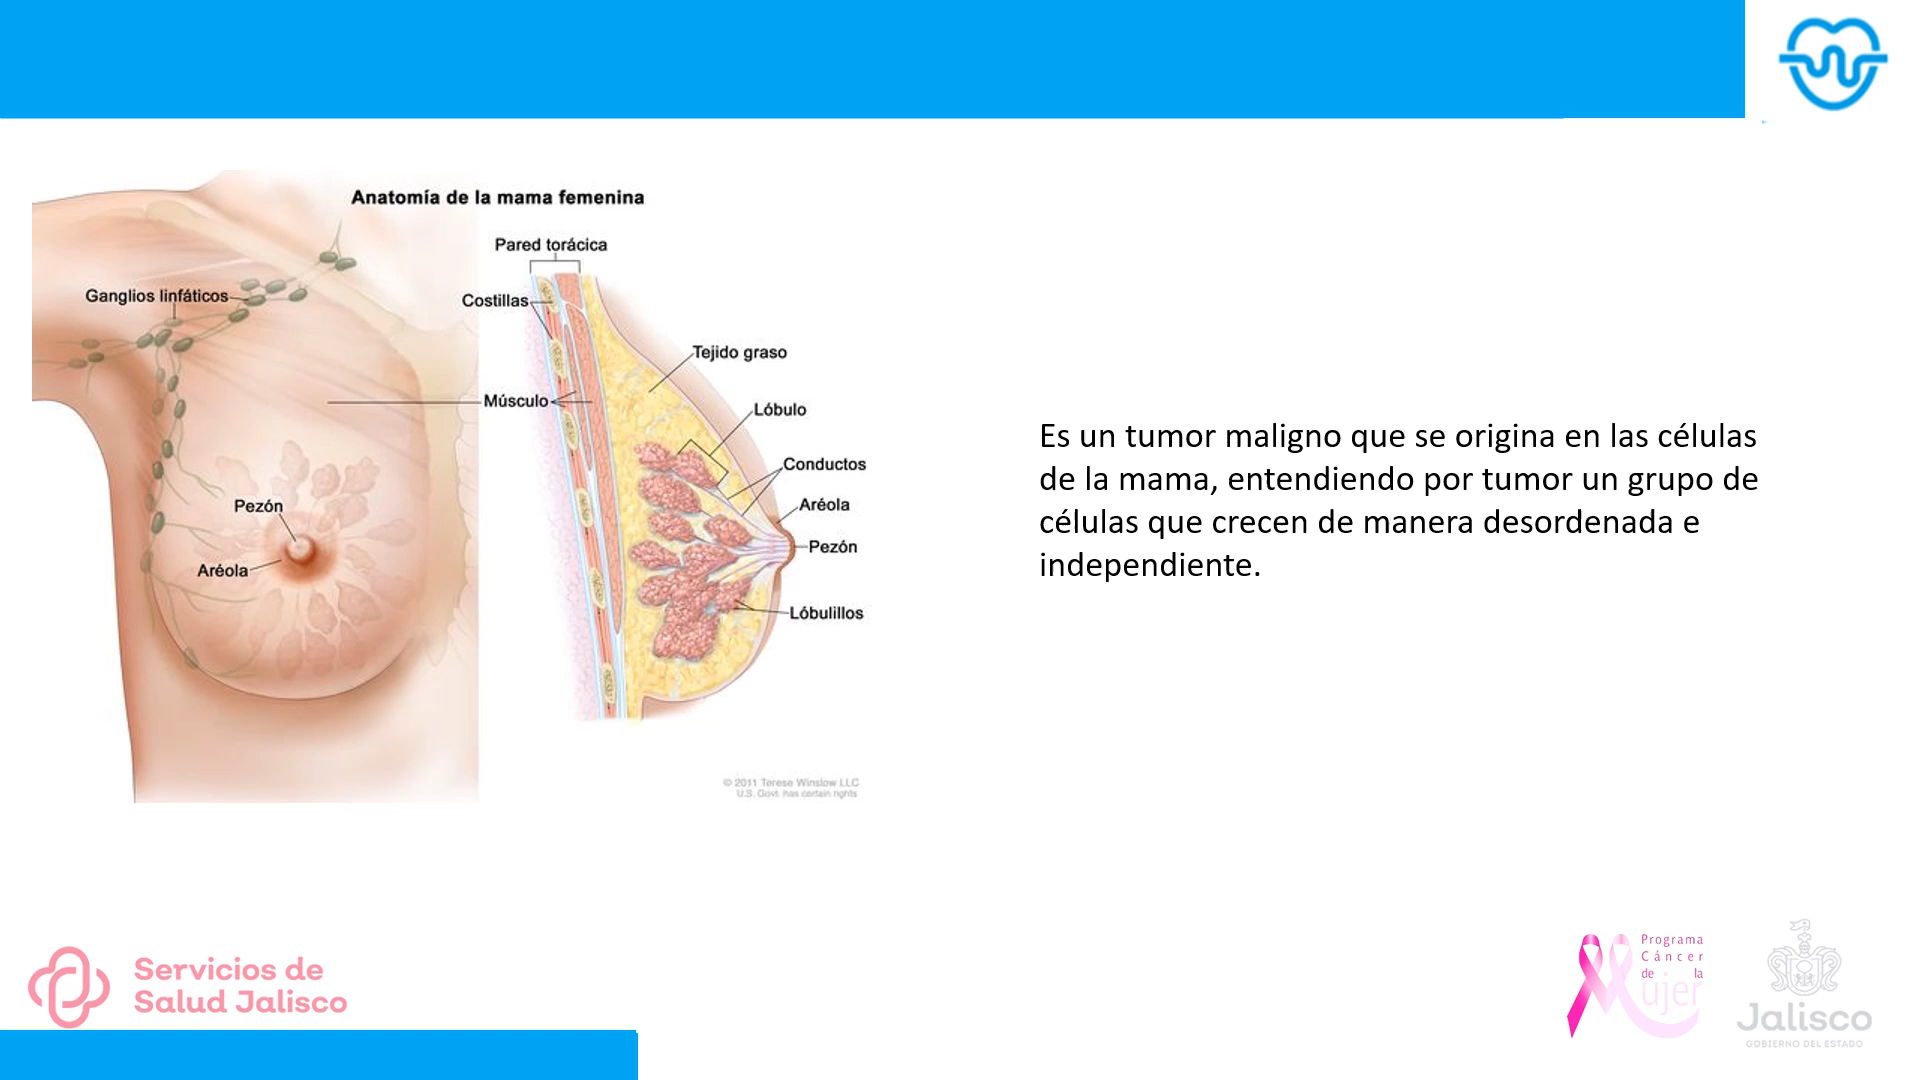 Anatomía de la mama femenina
Pared torácica
Ganglios linfáticos
Costillas
Tejido graso
Músculo
Lóbulo
Conductos
Aréola
Pezón
Pezón
Aréola
Lóbulillos
© 2011 Terese Winslow LLC
U.S. Govt. has certain rights
Es un tumor maligno que se origina en las células
de la mama, entendiendo por tumor un grupo de
células que crecen de manera desordenada e
independiente.
Servicios de
Salud Jalisco
Programa
Cáncer
de la
Mujer
Jalisco
GOBIERNO DEL ESTADO